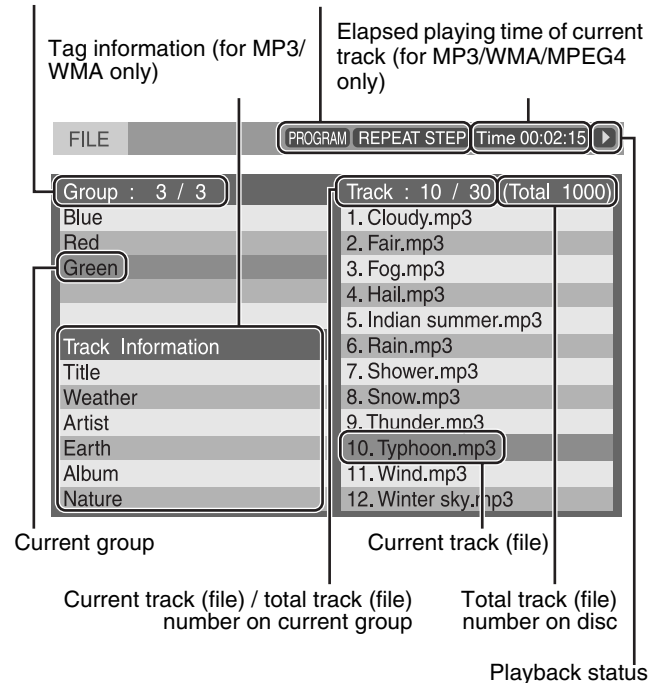 Tag information (for MP3/
WMA only)
Elapsed playing time of current
track (for MP3/WMA/MPEG4
only)
FILE
PROGRAM REPEAT STEP Time 00:02:15
Group : 3 / 3
Blue
Red
Green
Track Information
Title
Weather
Artist
Earth
Album
Nature
Track : 10 / 30 (Total 1000)
1. Cloudy.mp3
2. Fair.mp3
3. Fog.mp3
4. Hail.mp3
5. Indian summer.mp3
6. Rain.mp3
7. Shower.mp3
8. Snow.mp3
9. Thunder.mp3
10. Typhoon.mp3
11. Wind.mp3
12. Winter sky.mp3
Current group
Current track (file)
Current track (file) / total track (file)
number on current group
Total track (file)
number on disc
Playback status